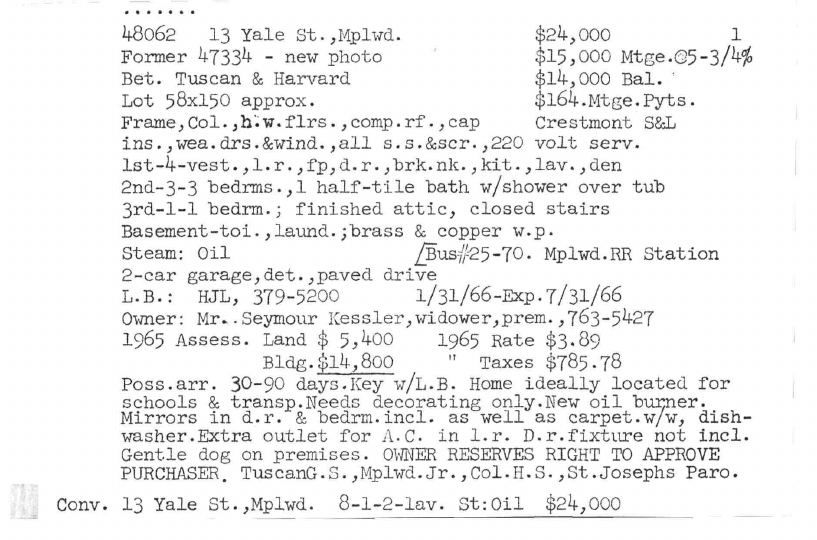 .......
48062 13 Yale St.,Mplwd. $24,000 1
Former 47334 - new photo $15,000 Mtge.@5-3/4%
Bet. Tuscan & Harvard $14,000 Bal.
Lot 58x150 approx. $164.Mtge.Pyts.
Frame,Col.,h.w.flrs.,comp.rf.,cap Crestmont S&L
ins.,wea.drs.&wind.,all s.s.&scr.,220 volt serv.
1st-4-vest.,l.r.,fp,d.r.,brk.nk.,kit.,lav.,den
2nd-3-3 bedrms.,1 half-tile bath w/shower over tub
3rd-1-1 bedrm.; finished attic, closed stairs
Basement-toi.,laund.;brass & copper w.p.
Steam: Oil /Bus#25-70. Mplwd.RR Station
2-car garage,det.,paved drive
L.B.: HJL, 379-5200 1/31/66-Exp.7/31/66
Owner: Mr. Seymour Kessler,widower,prem.,763-5427
1965 Assess. Land $ 5,400 1965 Rate $3.89
Bldg.$14,800 " Taxes $785.78
Poss.arr. 30-90 days.Key w/L.B. Home ideally located for
schools & transp.Needs decorating only.New oil burner.
Mirrors in d.r. & bedrm.incl. as well as carpet.w/w, dish-
washer.Extra outlet for A.C. in l.r. D.r.fixture not incl.
Gentle dog on premises. OWNER RESERVES RIGHT TO APPROVE
PURCHASER. TuscanG.S.,Mplwd.Jr.,Col.H.S.,St.Josephs Paro.
Conv. 13 Yale St.,Mplwd. 8-1-2-lav. St:Oil $24,000